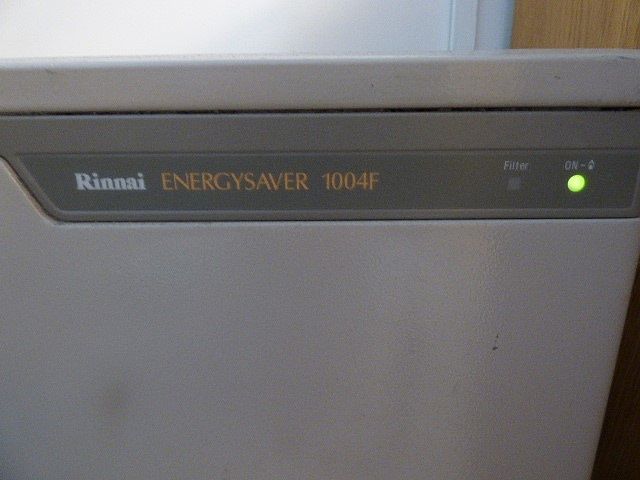 Rinnai ENERGYSAVER 1004F
Filter
ON-